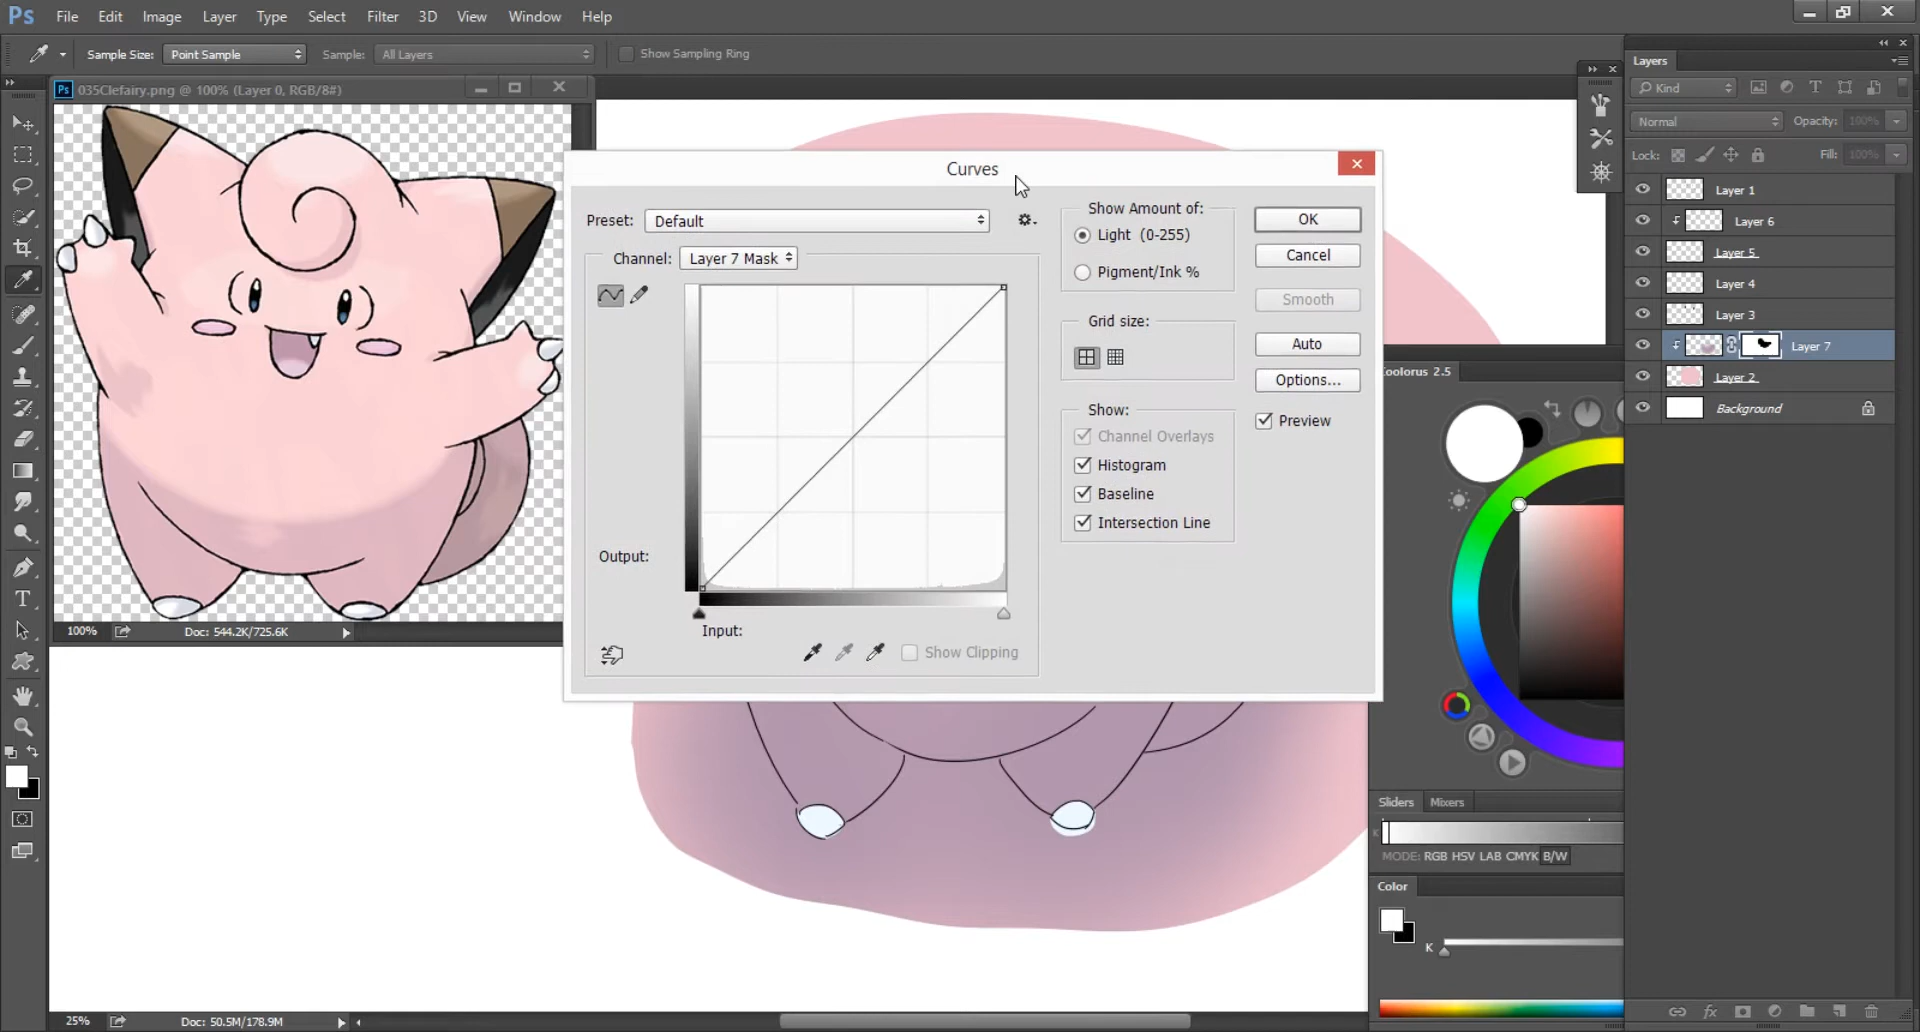 Ps File Edit Image Layer Type Select Filter 3D View Window Help
Sample Size: Point Sample Sample: All Layers Show Sampling Ring
Ps 035Clefairy.png @ 100% (Layer 0, RGB/8#)
Curves
Preset: Default
Channel: Layer 7 Mask
Output:
Input:
Show Clipping
Show Amount of:
Light (0-255)
Pigment/Ink %
Grid size:
Show:
Channel Overlays
Histogram
Baseline
Intersection Line
OK
Cancel
Smooth
Auto
Options...
Preview
100% Doc: 544.2K/725.6K
25% Doc: 50.5M/178.9M
Layers
Kind
Normal Opacity: 100%
Lock: Fill: 100%
Layer 1
Layer 6
Layer 5
Layer 4
Layer 3
Layer 7
Layer 2
Background
Coolorus 2.5
Sliders Mixers
K
MODE: RGB HSV LAB CMYK B/W
Color
K
fx